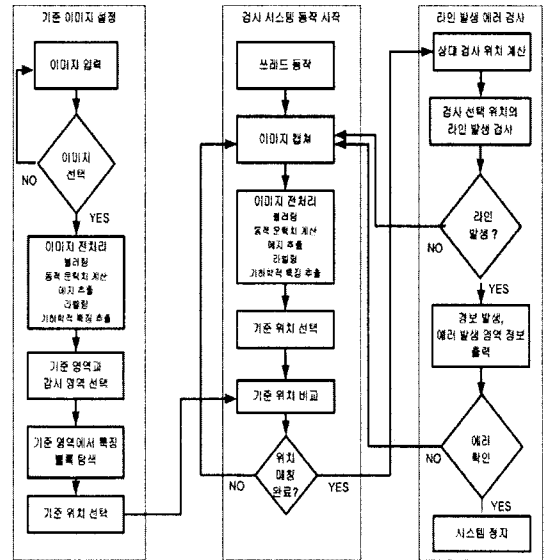 기준 이미지 설정
이미지 입력
이미지
선택
NO
YES
이미지 전처리
블러링
동적 문턱치 계산
에지 추출
라벨링
기하학적 특징 추출
기준 영역과
감시 영역 선택
기준 영역에서 특징
블록 탐색
기준 위치 선택
검사 시스템 동작 시작
쓰레드 동작
이미지 캡쳐
이미지 전처리
블러링
동적 문턱치 계산
에지 추출
라벨링
기하학적 특징 추출
기준 위치 선택
기준 위치 비교
위치
매칭
완료?
NO
YES
라인 발생 에러 검사
상대 검사 위치 계산
검사 선택 위치의
라인 발생 검사
라인
발생?
NO
YES
경보 발생,
에러 발생 영역 정보
출력
에러
확인
NO
YES
시스템 정지